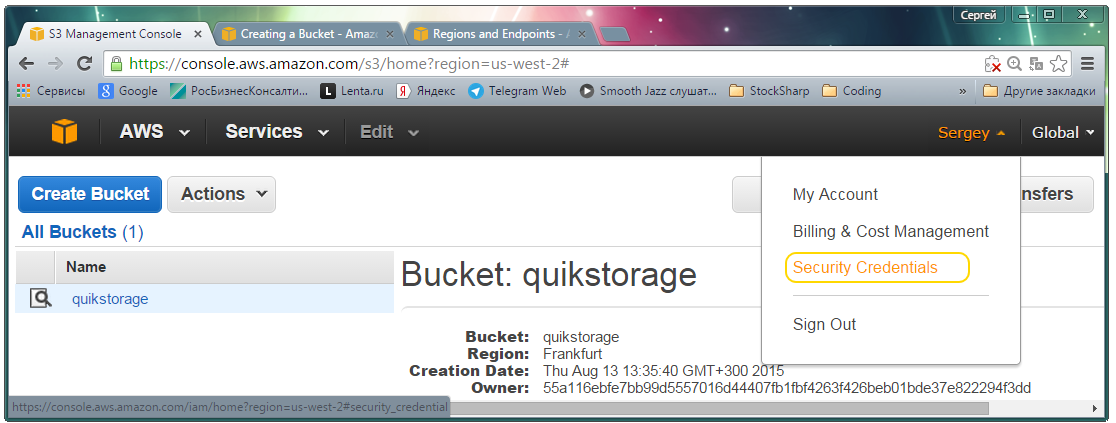 Сергей
S3 Management Console
Creating a Bucket - Amaz
Regions and Endpoints - A
https://console.aws.amazon.com/s3/home?region=us-west-2#
Сервисы Google РосБизнесКонсалти... Lenta.ru Яндекс Telegram Web Smooth Jazz слушат... StockSharp Coding » Другие закладки
AWS Services Edit Sergey Global
Create Bucket Actions nsfers
My Account
All Buckets (1)
Billing & Cost Management
Name
Security Credentials
Bucket: quikstorage
quikstorage
Sign Out
Bucket: quikstorage
Region: Frankfurt
Creation Date: Thu Aug 13 13:35:40 GMT+300 2015
Owner: 55a116ebfe7bb99d5557016d44407fb1fbf4263f426beb01bde37e822294f3dd
https://console.aws.amazon.com/iam/home?region=us-west-2#security_credential